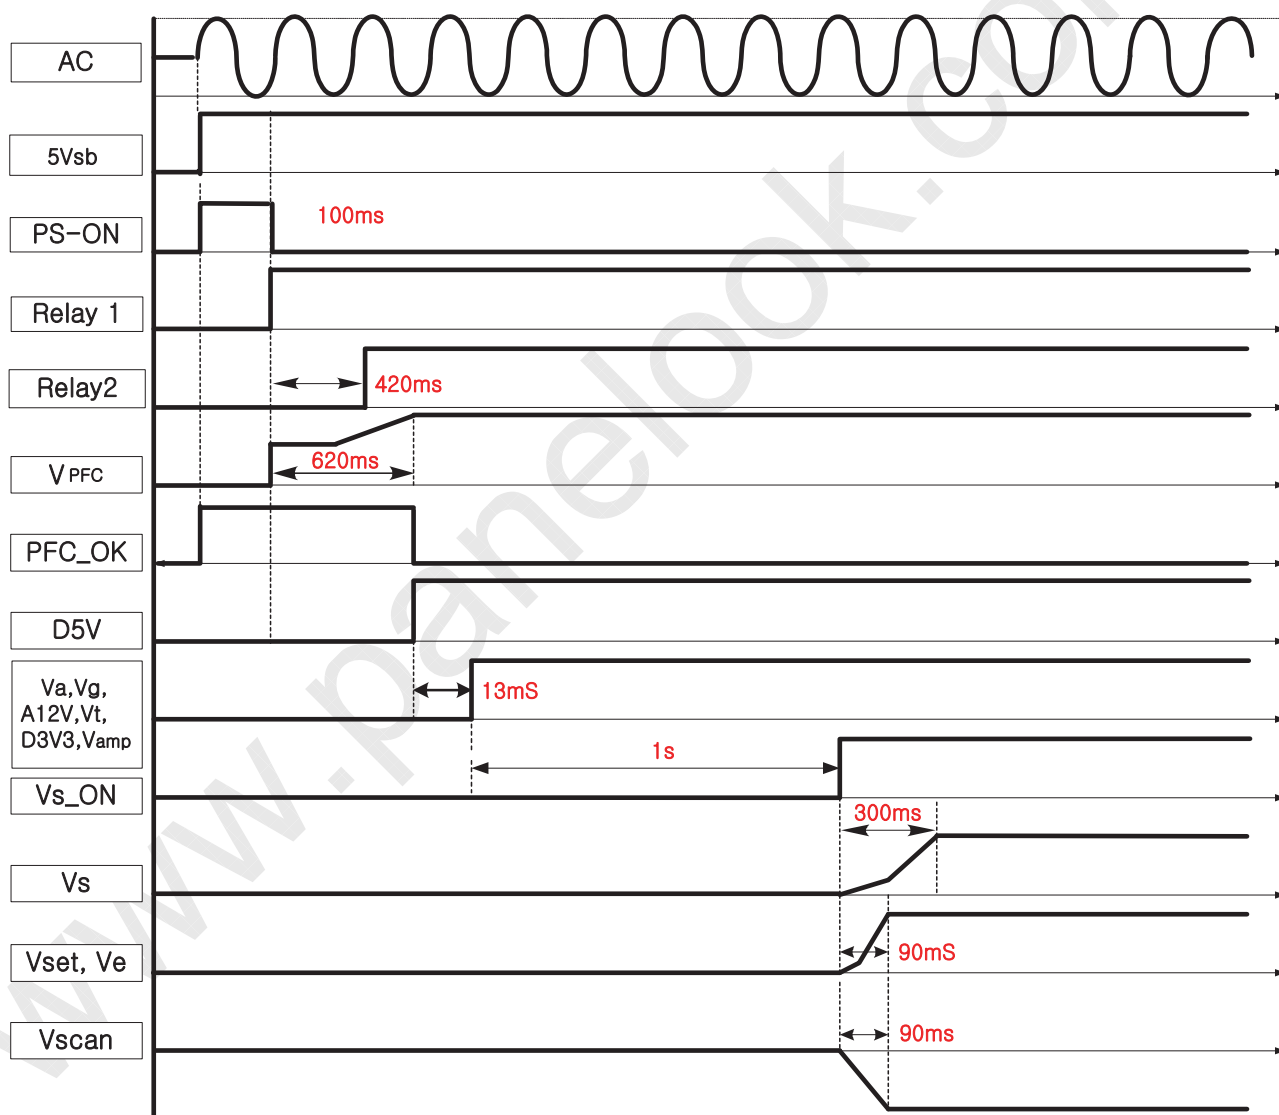 AC
5Vsb
PS-ON
100ms
Relay 1
Relay2
420ms
V PFC
620ms
PFC_OK
D5V
Va,Vg,
A12V,Vt,
D3V3,Vamp
13mS
1s
Vs_ON
300ms
Vs
Vset, Ve
90mS
Vscan
90ms
www.panelook.com